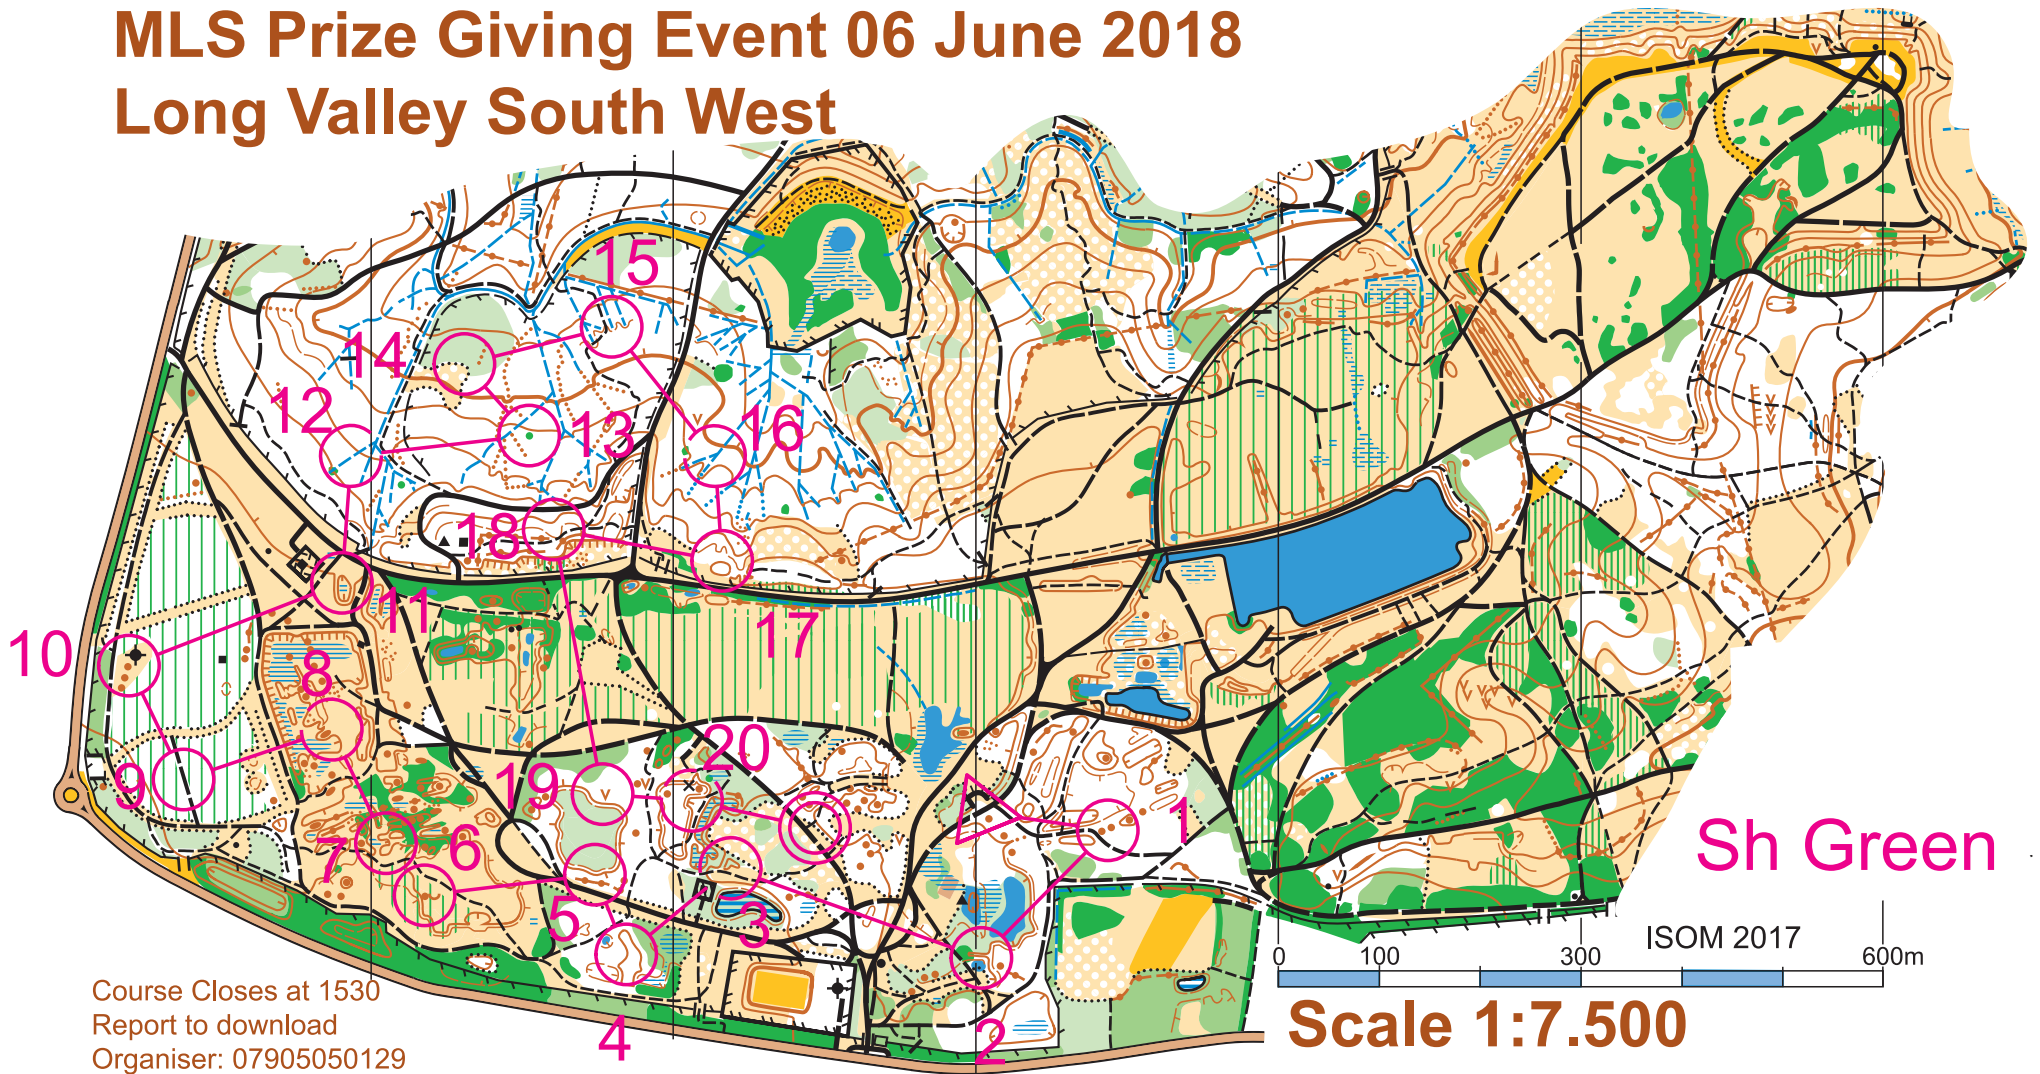 MLS Prize Giving Event 06 June 2018
Long Valley South West
15
14
12
13
16
18
11
17
10
8
20
19
9
1
7
6
5
3
4
2
Sh Green
ISOM 2017
0 100 300 600m
Scale 1:7.500
Course Closes at 1530
Report to download
Organiser: 07905050129